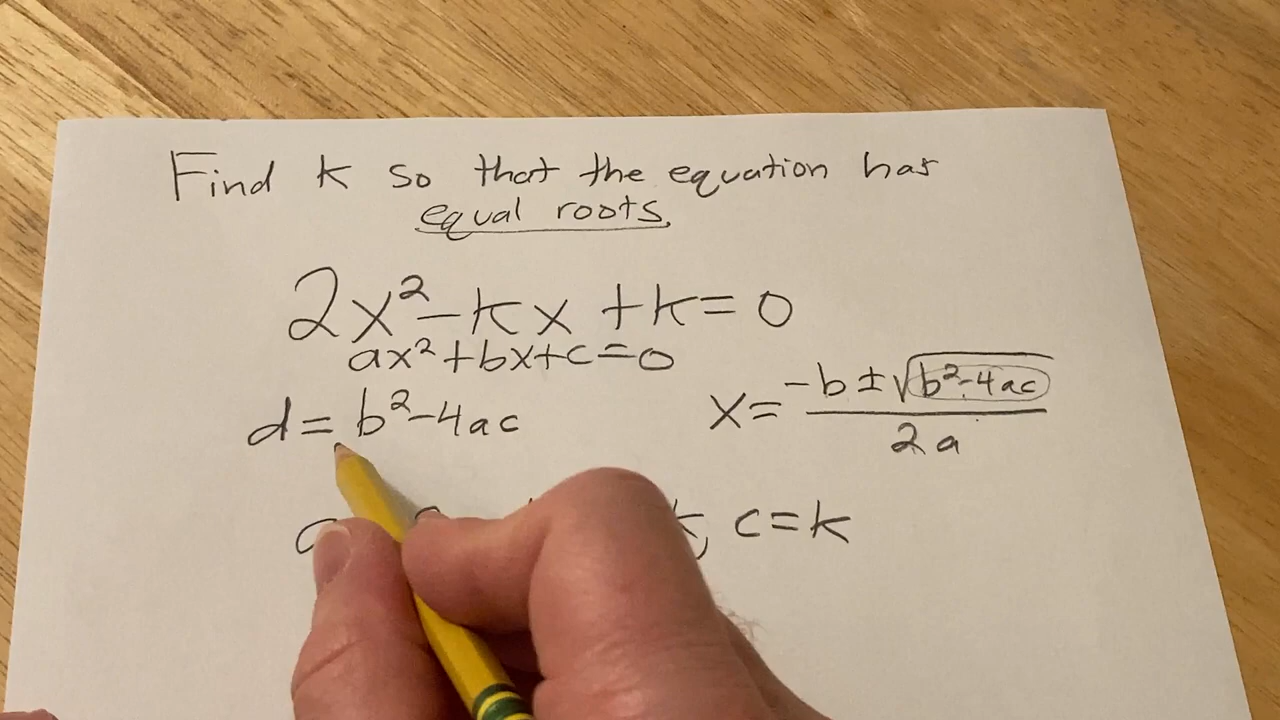 Find k so that the equation has
equal roots.
2x²-kx+k=0
ax²+bx+c=0
d=b²-4ac
x=(-b±√(b²-4ac))/(2a)
c=k